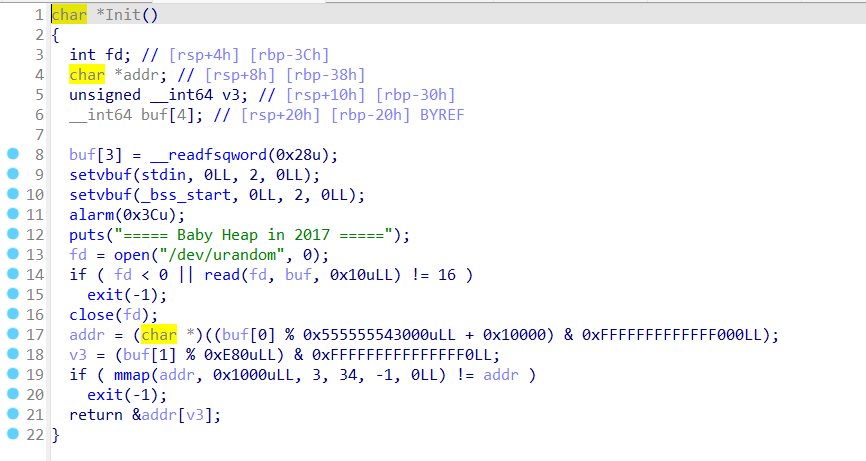 1 char *Init()
2 {
3   int fd; // [rsp+4h] [rbp-3Ch]
4   char *addr; // [rsp+8h] [rbp-38h]
5   unsigned __int64 v3; // [rsp+10h] [rbp-30h]
6   __int64 buf[4]; // [rsp+20h] [rbp-20h] BYREF
7
8   buf[3] = __readfsqword(0x28u);
9   setvbuf(stdin, 0LL, 2, 0LL);
10   setvbuf(_bss_start, 0LL, 2, 0LL);
11   alarm(0x3Cu);
12   puts("===== Baby Heap in 2017 =====");
13   fd = open("/dev/urandom", 0);
14   if ( fd < 0 || read(fd, buf, 0x10uLL) != 16 )
15     exit(-1);
16   close(fd);
17   addr = (char *)((buf[0] % 0x555555543000uLL + 0x10000) & 0xFFFFFFFFFFFFF000LL);
18   v3 = (buf[1] % 0xE80uLL) & 0xFFFFFFFFFFFFFFF0LL;
19   if ( mmap(addr, 0x1000uLL, 3, 34, -1, 0LL) != addr )
20     exit(-1);
21   return &addr[v3];
22 }